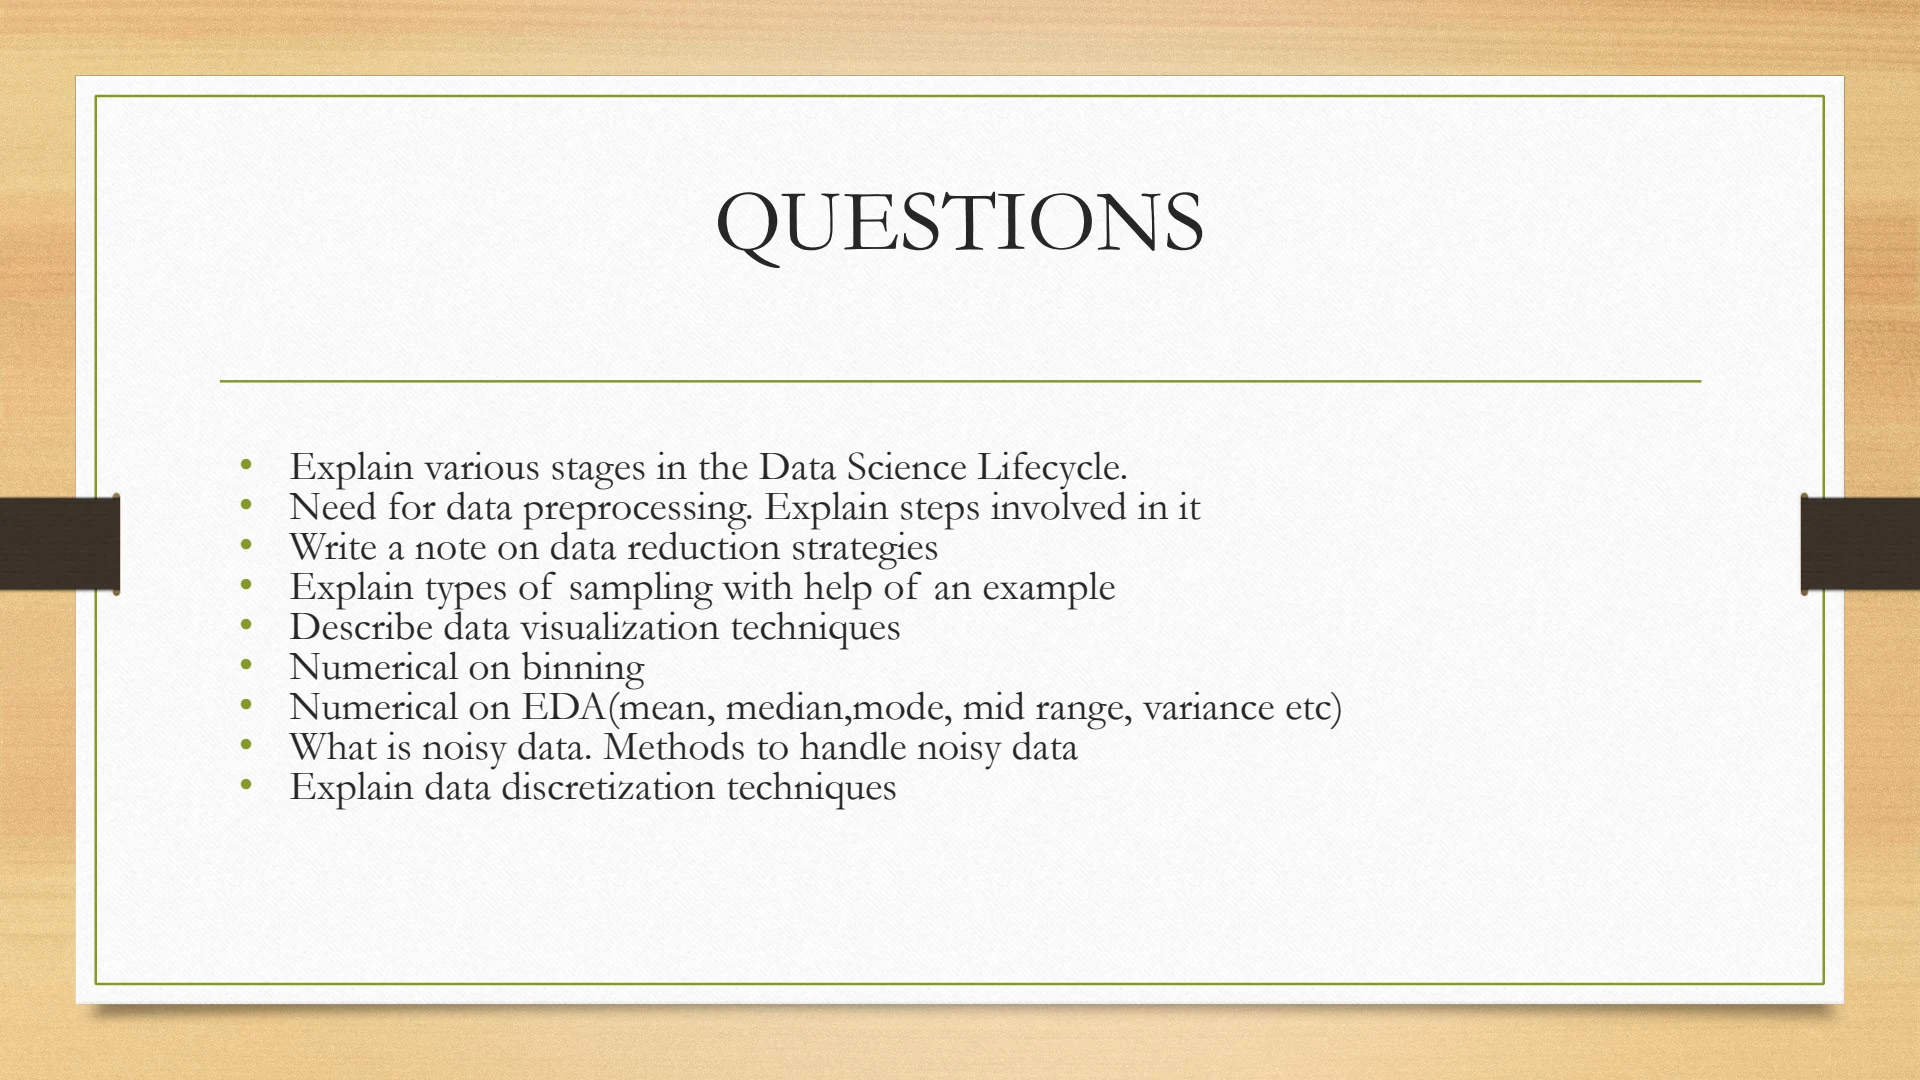 QUESTIONS
• Explain various stages in the Data Science Lifecycle.
• Need for data preprocessing. Explain steps involved in it
• Write a note on data reduction strategies
• Explain types of sampling with help of an example
• Describe data visualization techniques
• Numerical on binning
• Numerical on EDA(mean, median,mode, mid range, variance etc)
• What is noisy data. Methods to handle noisy data
• Explain data discretization techniques